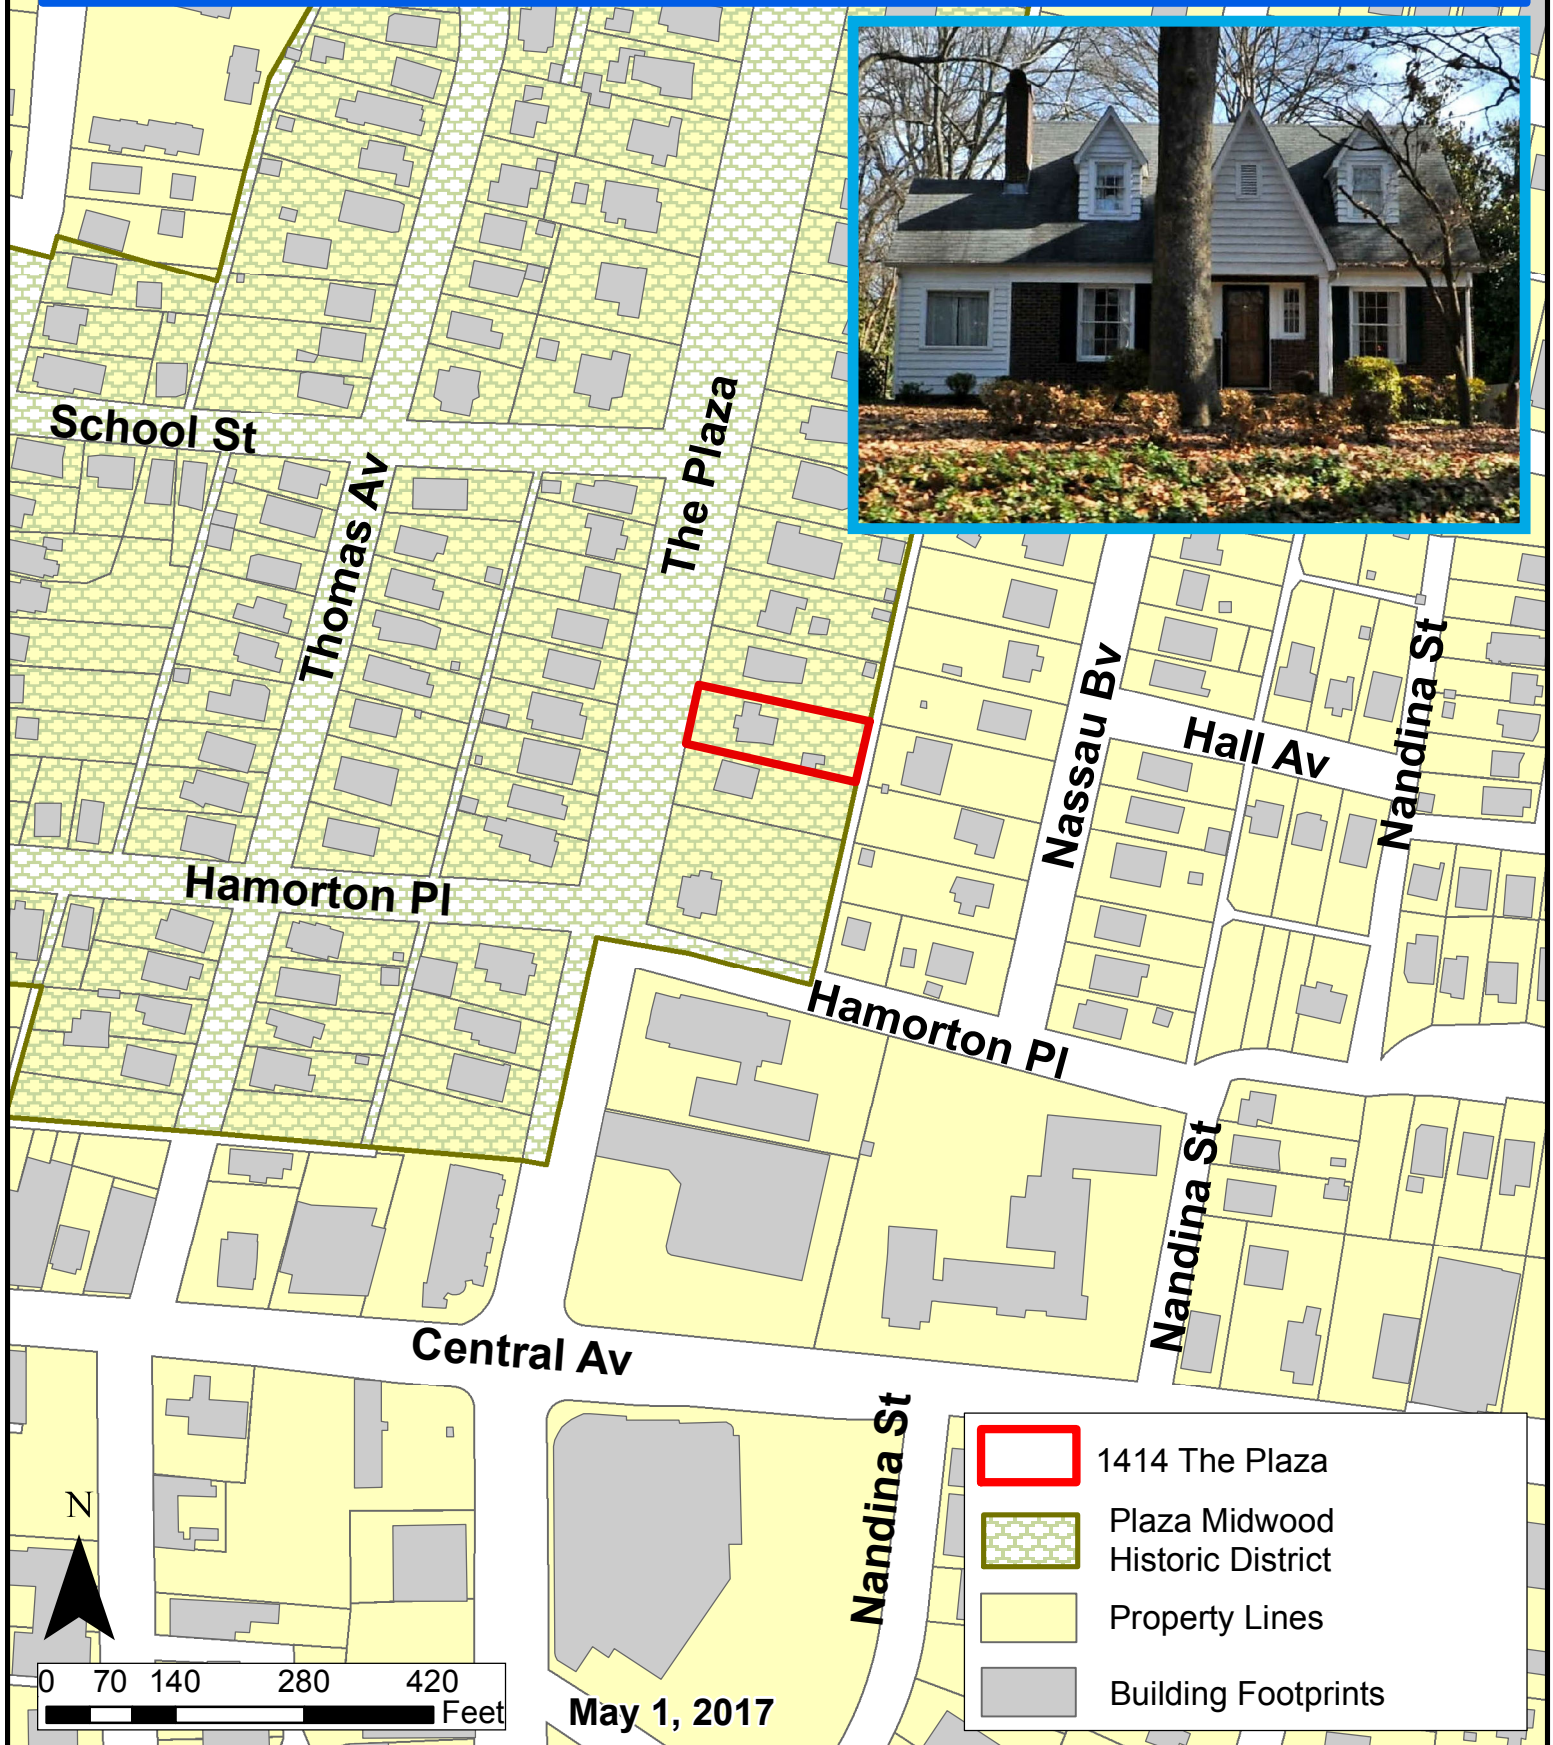 School St
Thomas Av
The Plaza
Nassau Bv
Hall Av
Nandina St
Hamorton Pl
Hamorton Pl
Nandina St
Central Av
Nandina St
N
0 70 140 280 420
Feet
May 1, 2017
1414 The Plaza
Plaza Midwood
Historic District
Property Lines
Building Footprints